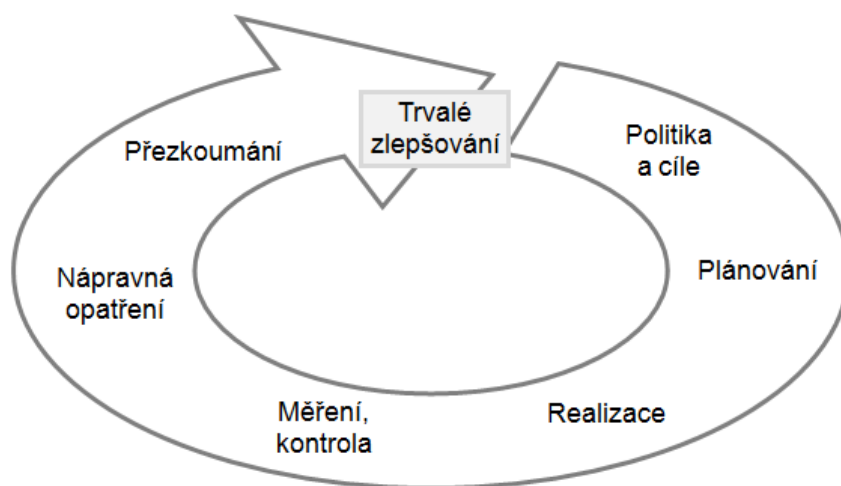 Trvalé
zlepšování
Politika
a cíle
Plánování
Realizace
Měření,
kontrola
Nápravná
opatření
Přezkoumání